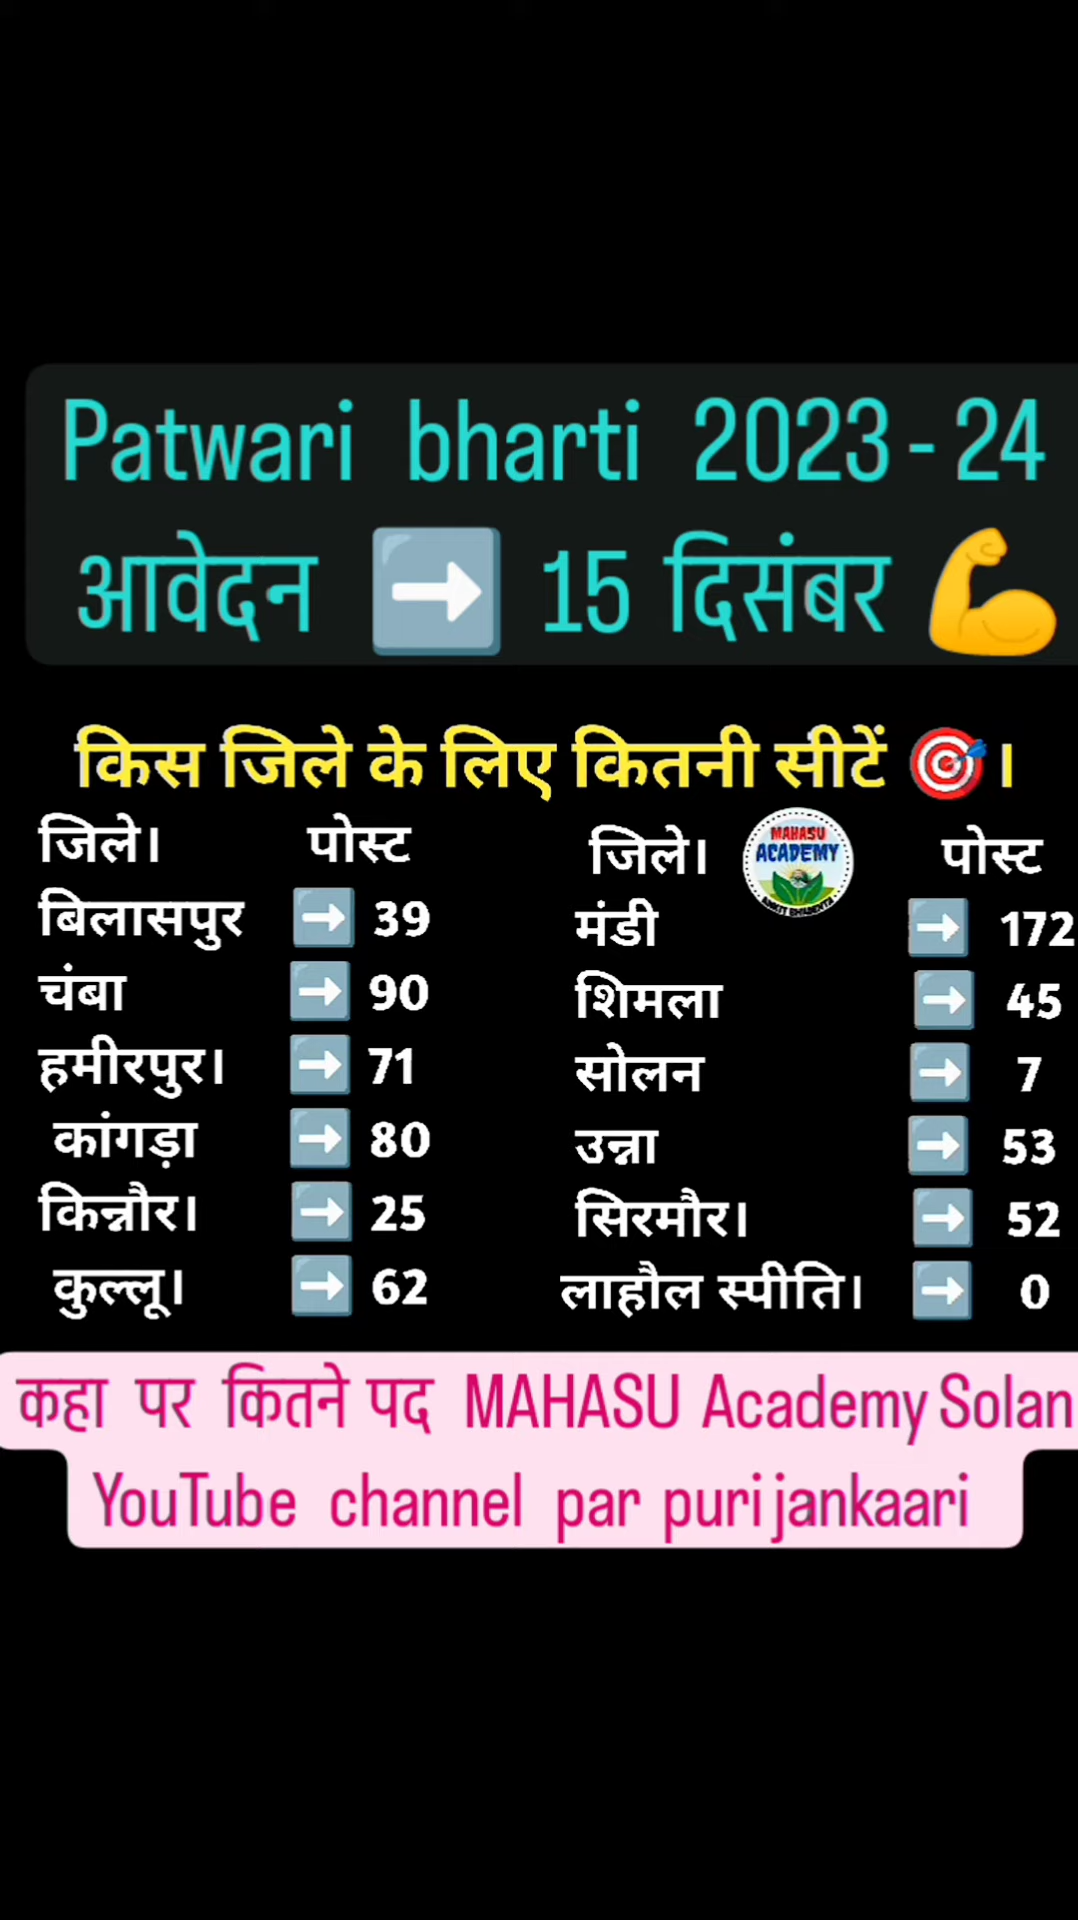 Patwari bharti 2023-24
आवेदन ➡️ 15 दिसंबर 💪
किस जिले के लिए कितनी सीटें 🎯।
जिले। पोस्ट
बिलासपुर ➡️ 39
चंबा ➡️ 90
हमीरपुर। ➡️ 71
कांगड़ा ➡️ 80
किन्नौर। ➡️ 25
कुल्लू। ➡️ 62
जिले। पोस्ट
MAHASU
ACADEMY
मंडी ➡️ 172
शिमला ➡️ 45
सोलन ➡️ 7
उन्ना ➡️ 53
सिरमौर। ➡️ 52
लाहौल स्पीति। ➡️ 0
कहा पर कितने पद MAHASU Academy Solan
YouTube channel par puri jankaari